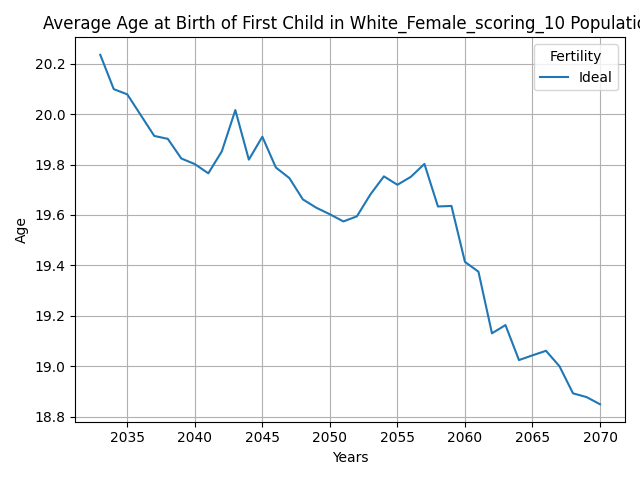 Average Age at Birth of First Child in White_Female_scoring_10 Populatio
Fertility
Ideal
20.2
20.0
19.8
19.6
19.4
19.2
19.0
18.8
Age
2035 2040 2045 2050 2055 2060 2065 2070
Years